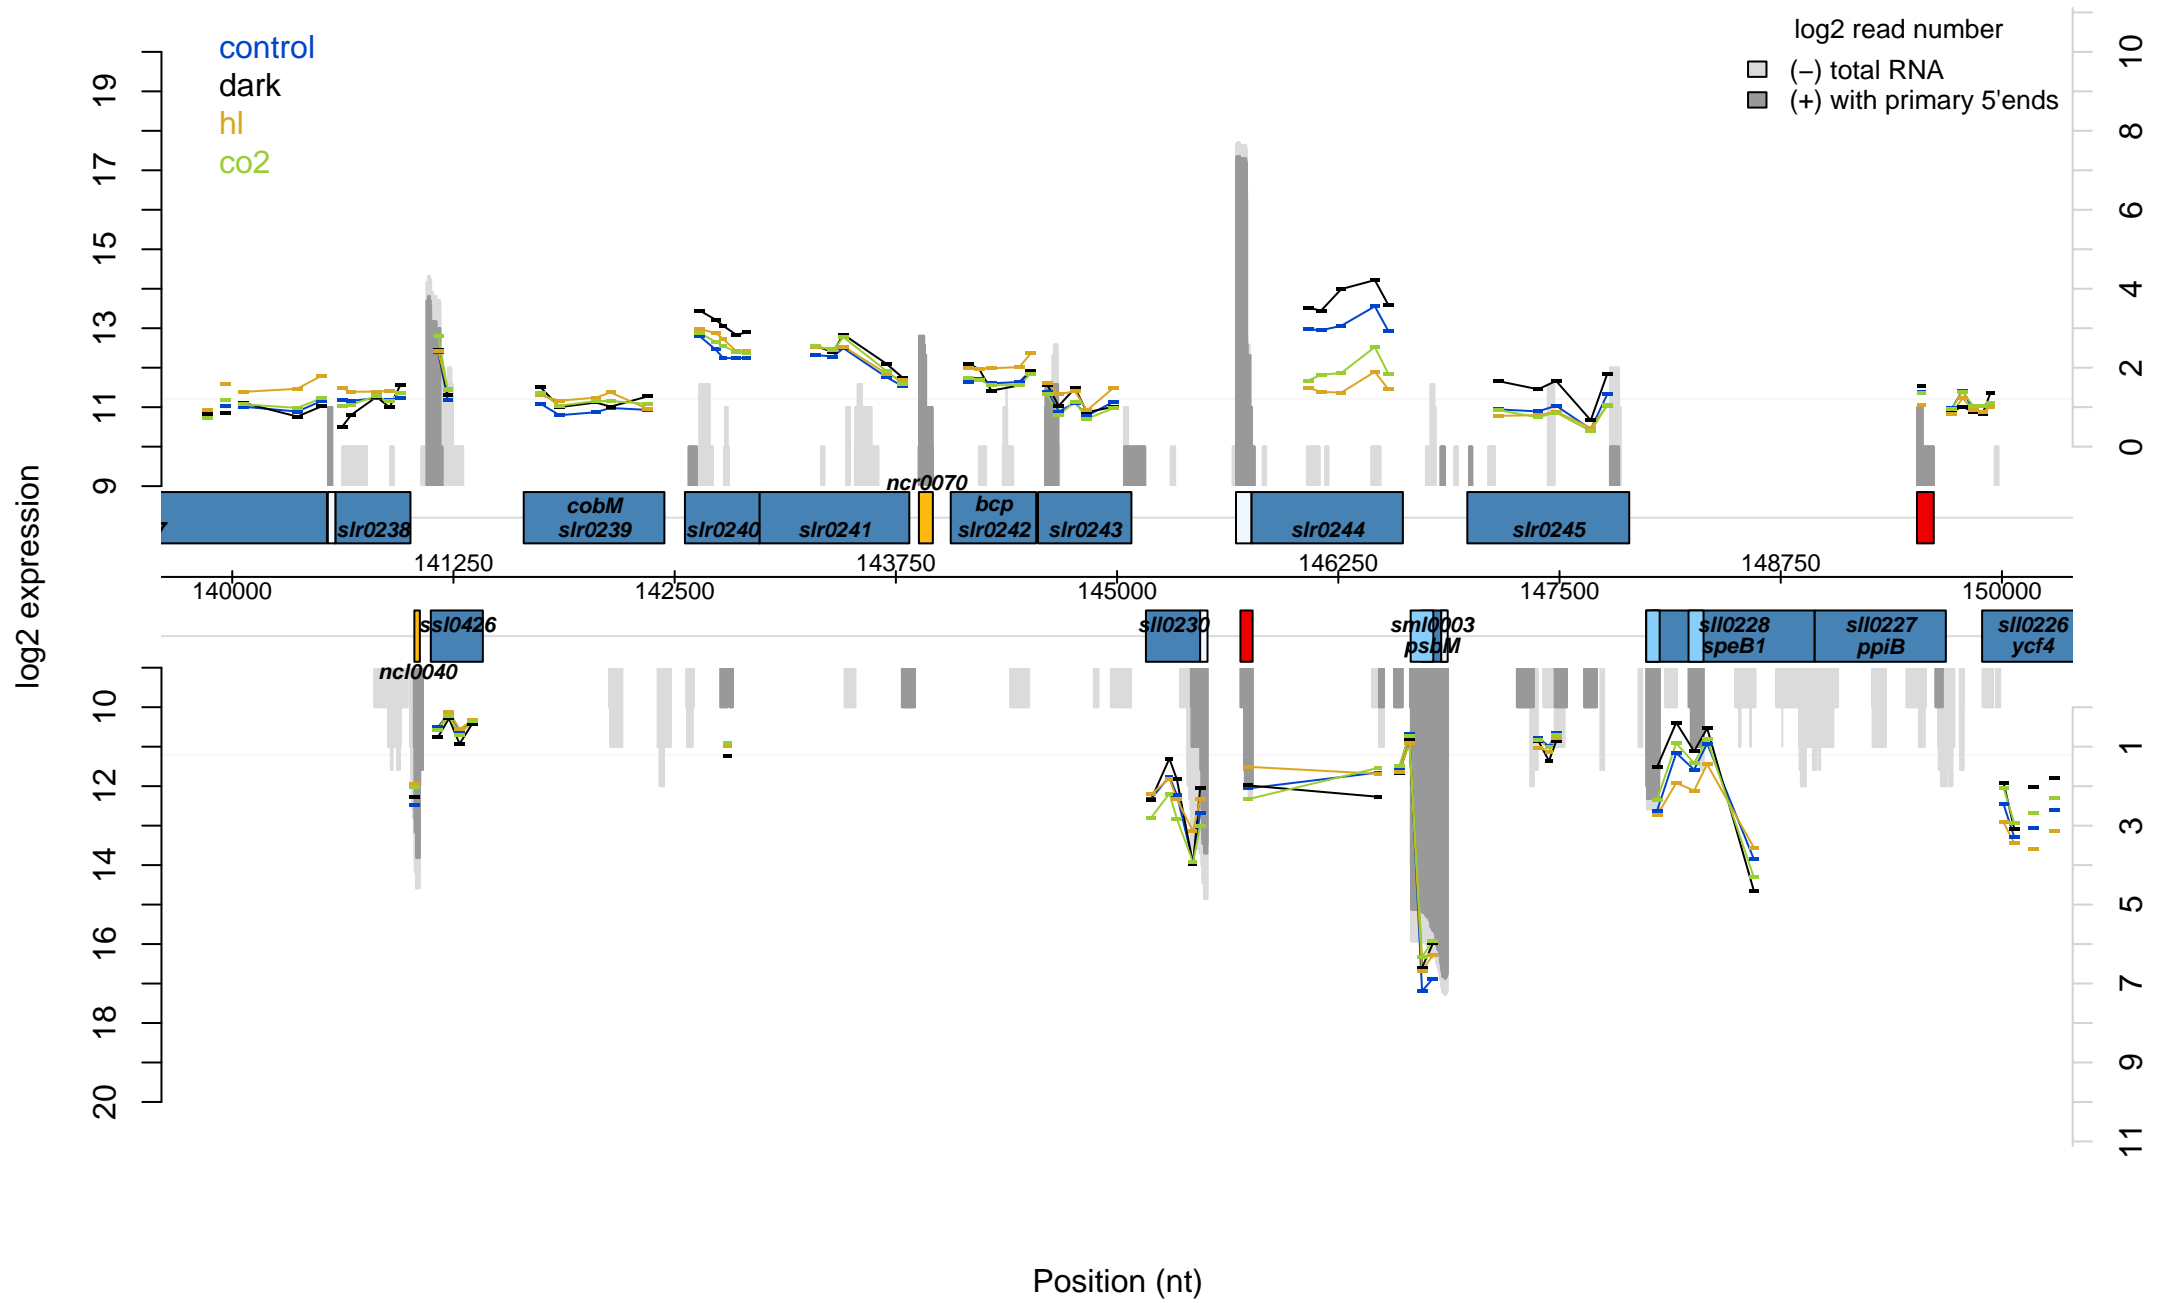 control
dark
hl
co2
log2 read number
(−) total RNA
(+) with primary 5'ends
19
17
15
13
11
9
10
8
6
4
2
0
log2 expression
ncr0070
cobM
bcp
7
slr0238
slr0239
slr0240
slr0241
slr0242
slr0243
slr0244
slr0245
141250
143750
146250
148750
140000
142500
145000
147500
150000
ssl0426
sll0230
sml0003
psbM
sll0228
speB1
sll0227
ppiB
sll0226
ycf4
ncl0040
10
12
14
16
18
20
1
3
5
7
9
11
Position (nt)